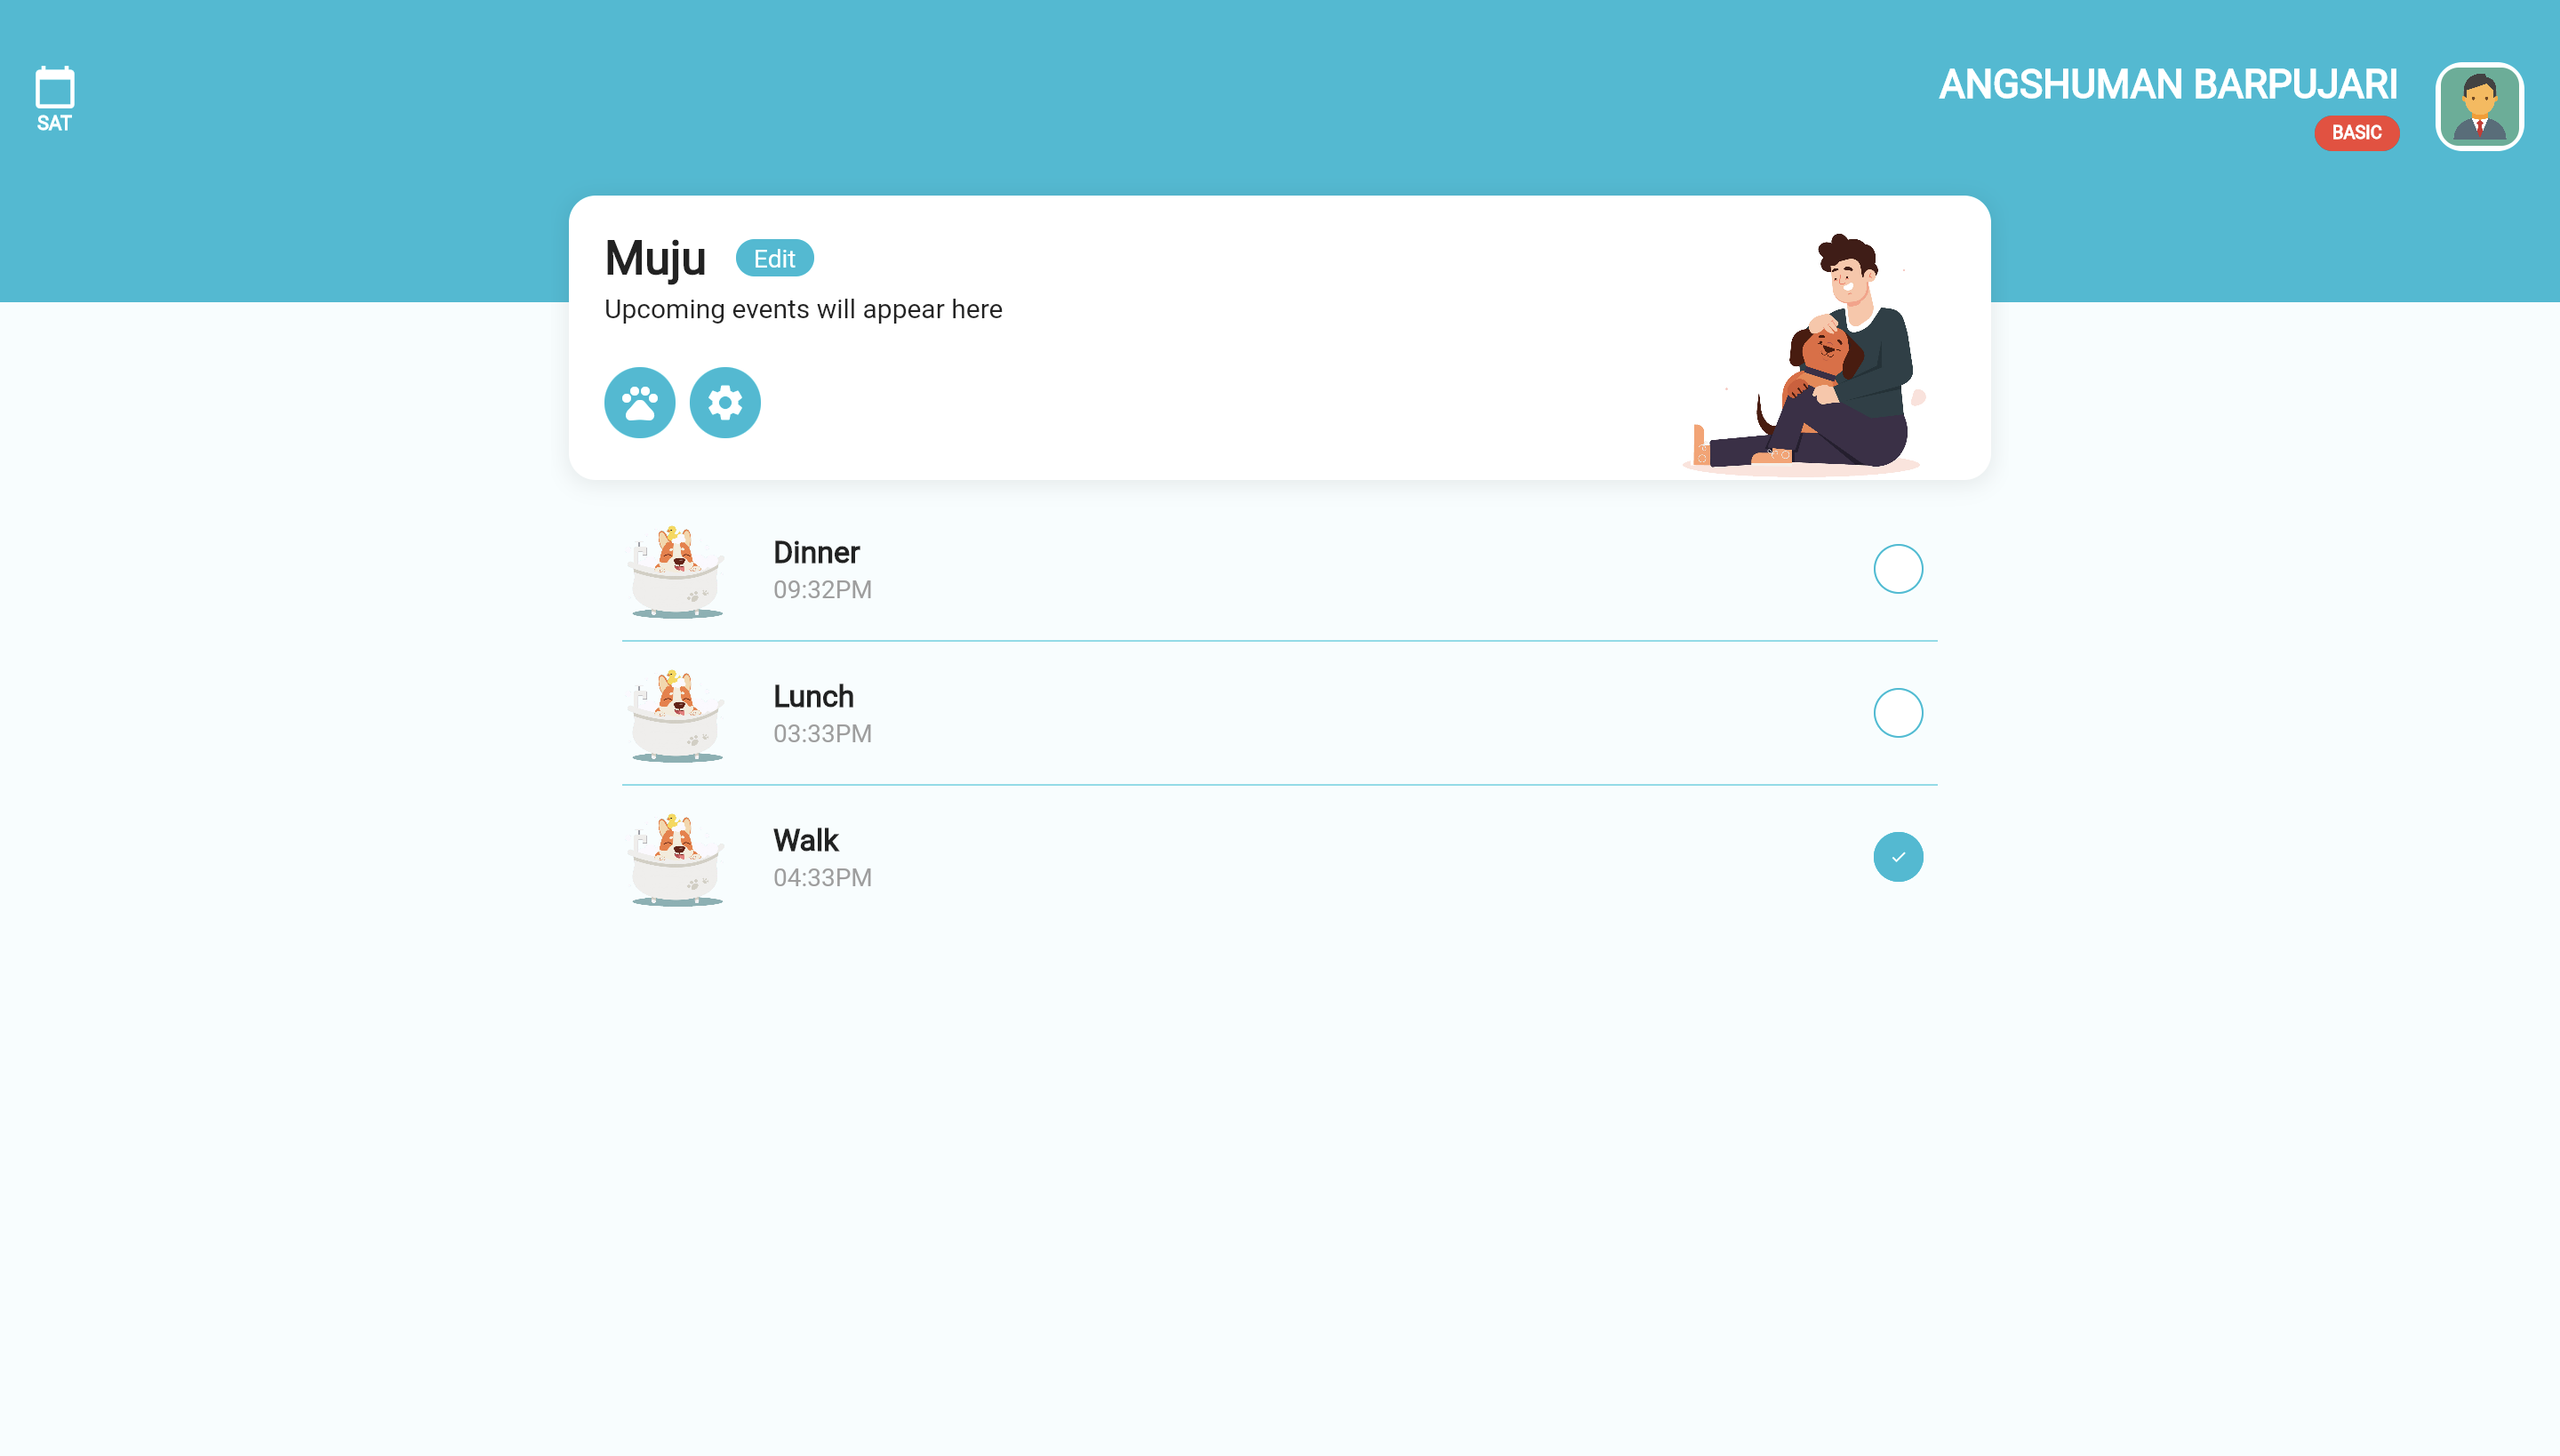 SAT
ANGSHUMAN BARPUJARI
BASIC
Muju
Edit
Upcoming events will appear here
Dinner
09:32PM
Lunch
03:33PM
Walk
04:33PM